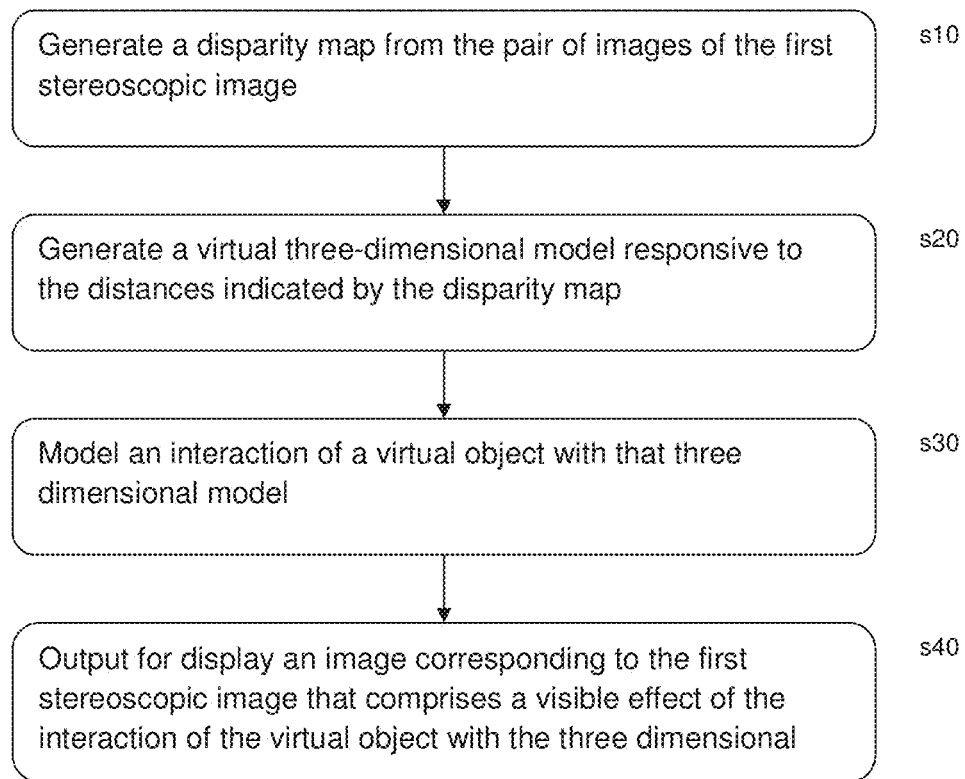 Generate a disparity map from the pair of images of the first
stereoscopic image
s10
Generate a virtual three-dimensional model responsive to
the distances indicated by the disparity map
s20
Model an interaction of a virtual object with that three
dimensional model
s30
Output for display an image corresponding to the first
stereoscopic image that comprises a visible effect of the
interaction of the virtual object with the three dimensional
s40